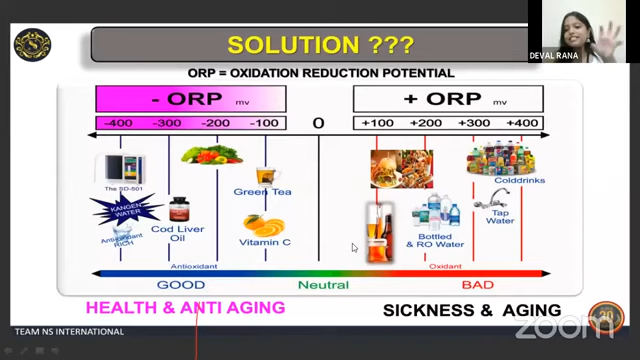 SOLUTION ???
DEVAL RANA
ORP = OXIDATION REDUCTION POTENTIAL
- ORP mv
+ ORP mv
-400 -300 -200 -100 0 +100 +200 +300 +400
The SD-501
Green Tea
Colddrinks
KANGEN WATER
Antioxidant RICH
Cod Liver Oil
Vitamin C
Bottled & RO Water
Tap Water
Antioxidant
Oxidant
GOOD Neutral BAD
HEALTH & ANTI AGING
SICKNESS & AGING
TEAM NS INTERNATIONAL
20
zoom